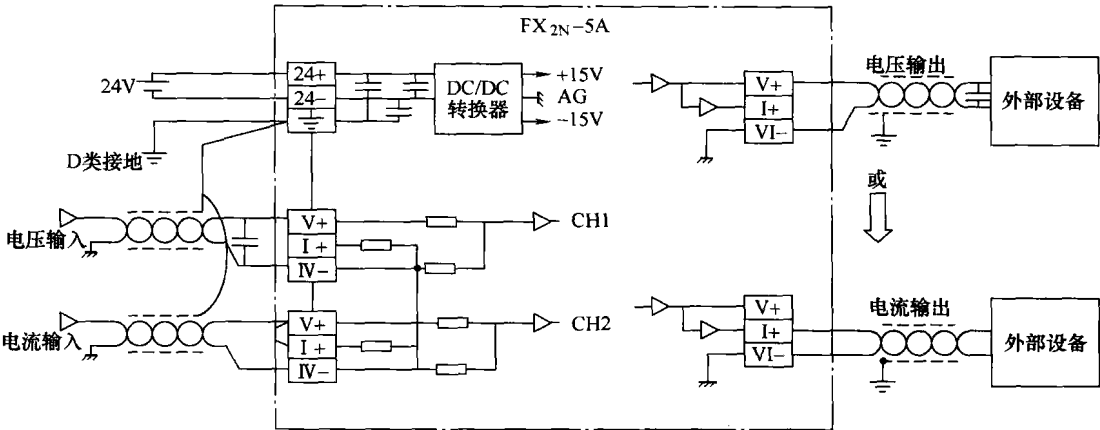 FX2N-5A
24V
24+
24-
D类接地
DC/DC
转换器
+15V
AG
-15V
电压输入
V+
I+
IV-
CH1
电流输入
V+
I+
IV-
CH2
V+
I+
VI-
电压输出
外部设备
或
V+
I+
VI-
电流输出
外部设备